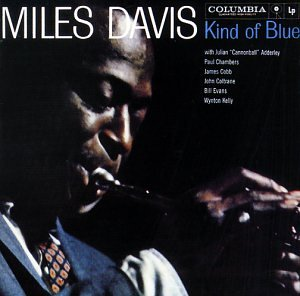 MILES DAVIS
COLUMBIA
Lp
Kind of Blue
with Julian "Cannonball" Adderley
Paul Chambers
James Cobb
John Coltrane
Bill Evans
Wynton Kelly